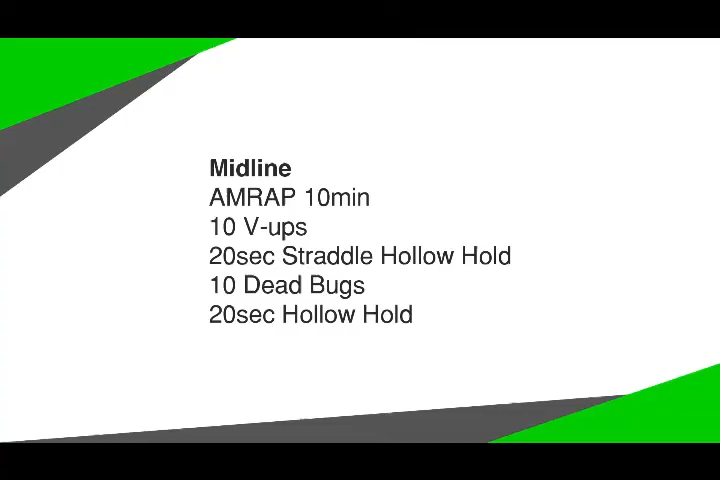 Midline
AMRAP 10min
10 V-ups
20sec Straddle Hollow Hold
10 Dead Bugs
20sec Hollow Hold